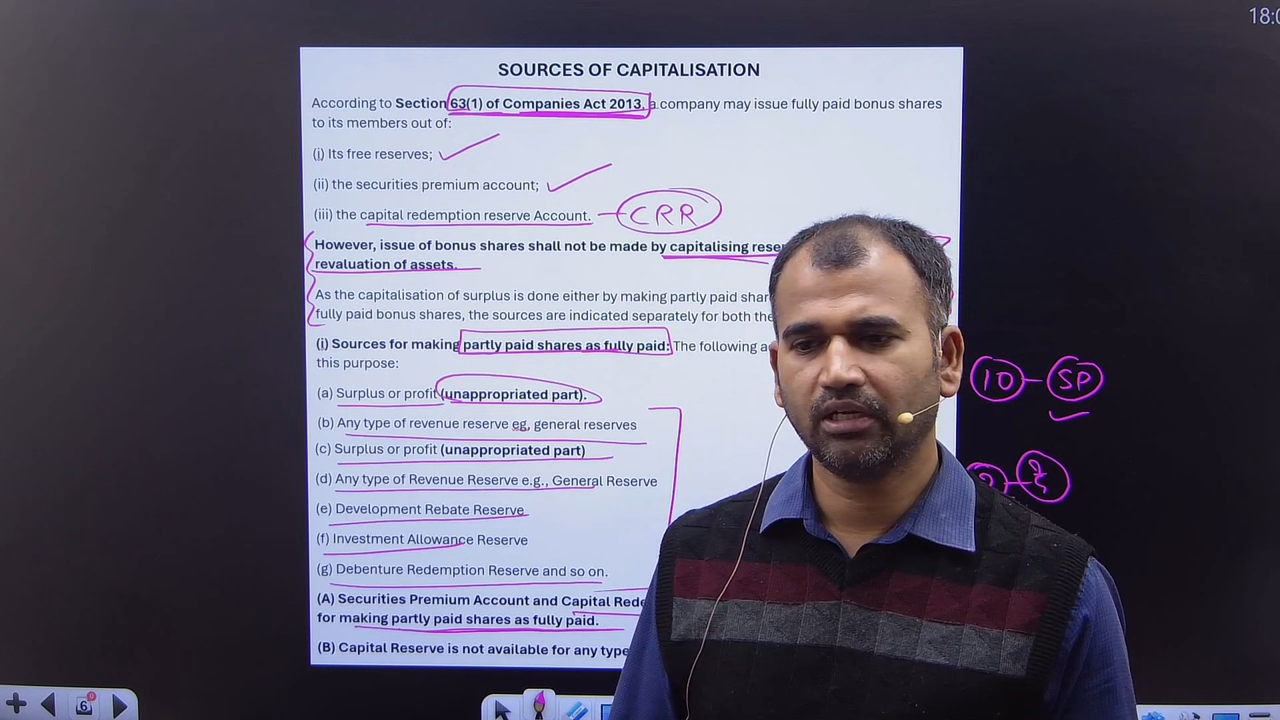 18:0
SOURCES OF CAPITALISATION
According to Section 63(1) of Companies Act 2013, a company may issue fully paid bonus shares
to its members out of:
(i) Its free reserves;
(ii) the securities premium account;
(iii) the capital redemption reserve Account. CRR
However, issue of bonus shares shall not be made by capitalising rese
revaluation of assets.
As the capitalisation of surplus is done either by making partly paid shar
fully paid bonus shares, the sources are indicated separately for both the
(i) Sources for making partly paid shares as fully paid: The following a
this purpose:
10 - SP
(a) Surplus or profit (unappropriated part).
(b) Any type of revenue reserve eg, general reserves
(c) Surplus or profit (unappropriated part)
(d) Any type of Revenue Reserve e.g., General Reserve
(e) Development Rebate Reserve
(f) Investment Allowance Reserve
(g) Debenture Redemption Reserve and so on.
(A) Securities Premium Account and Capital Rede
for making partly paid shares as fully paid.
(B) Capital Reserve is not available for any type
6